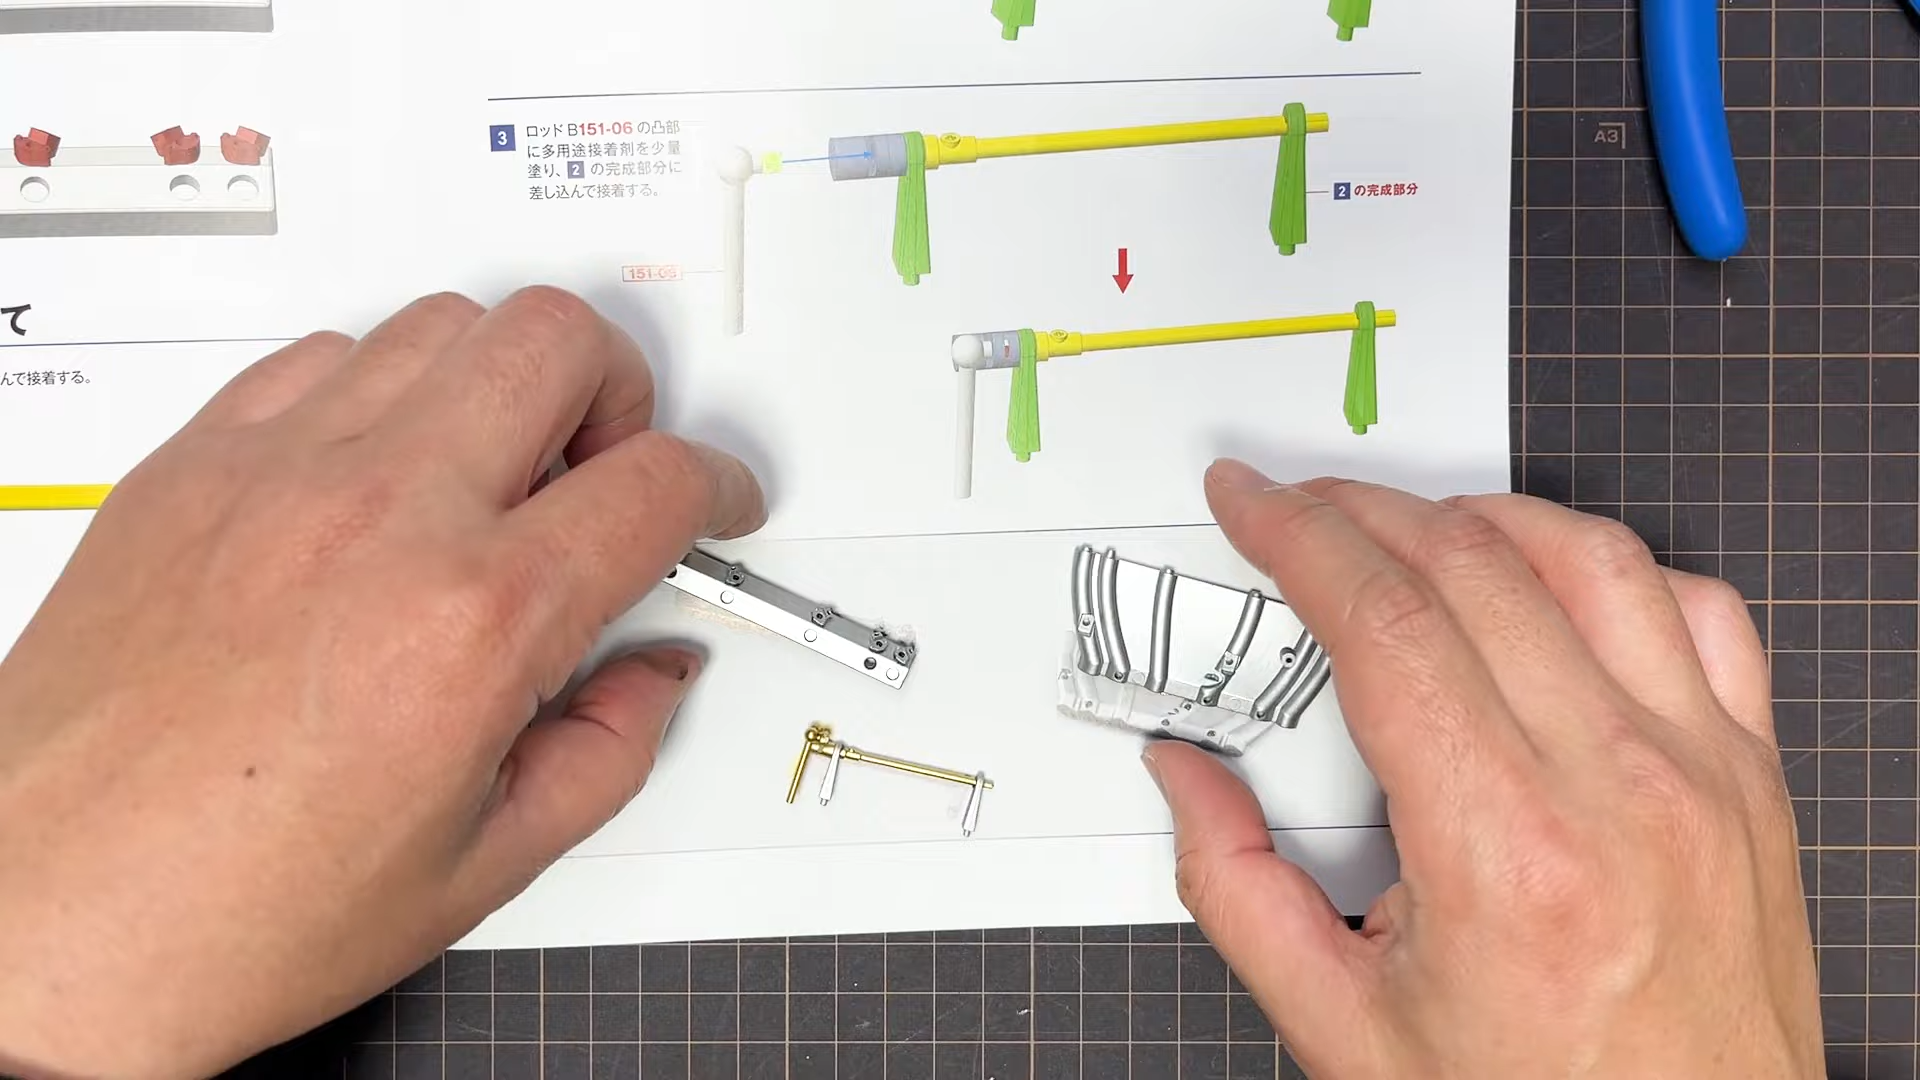 3
ロッド B151-06 の凸部
に多用途接着剤を少量
塗り、2 の完成部分に
差し込んで接着する。
2 の完成部分
151-06
て
んで接着する。
A3